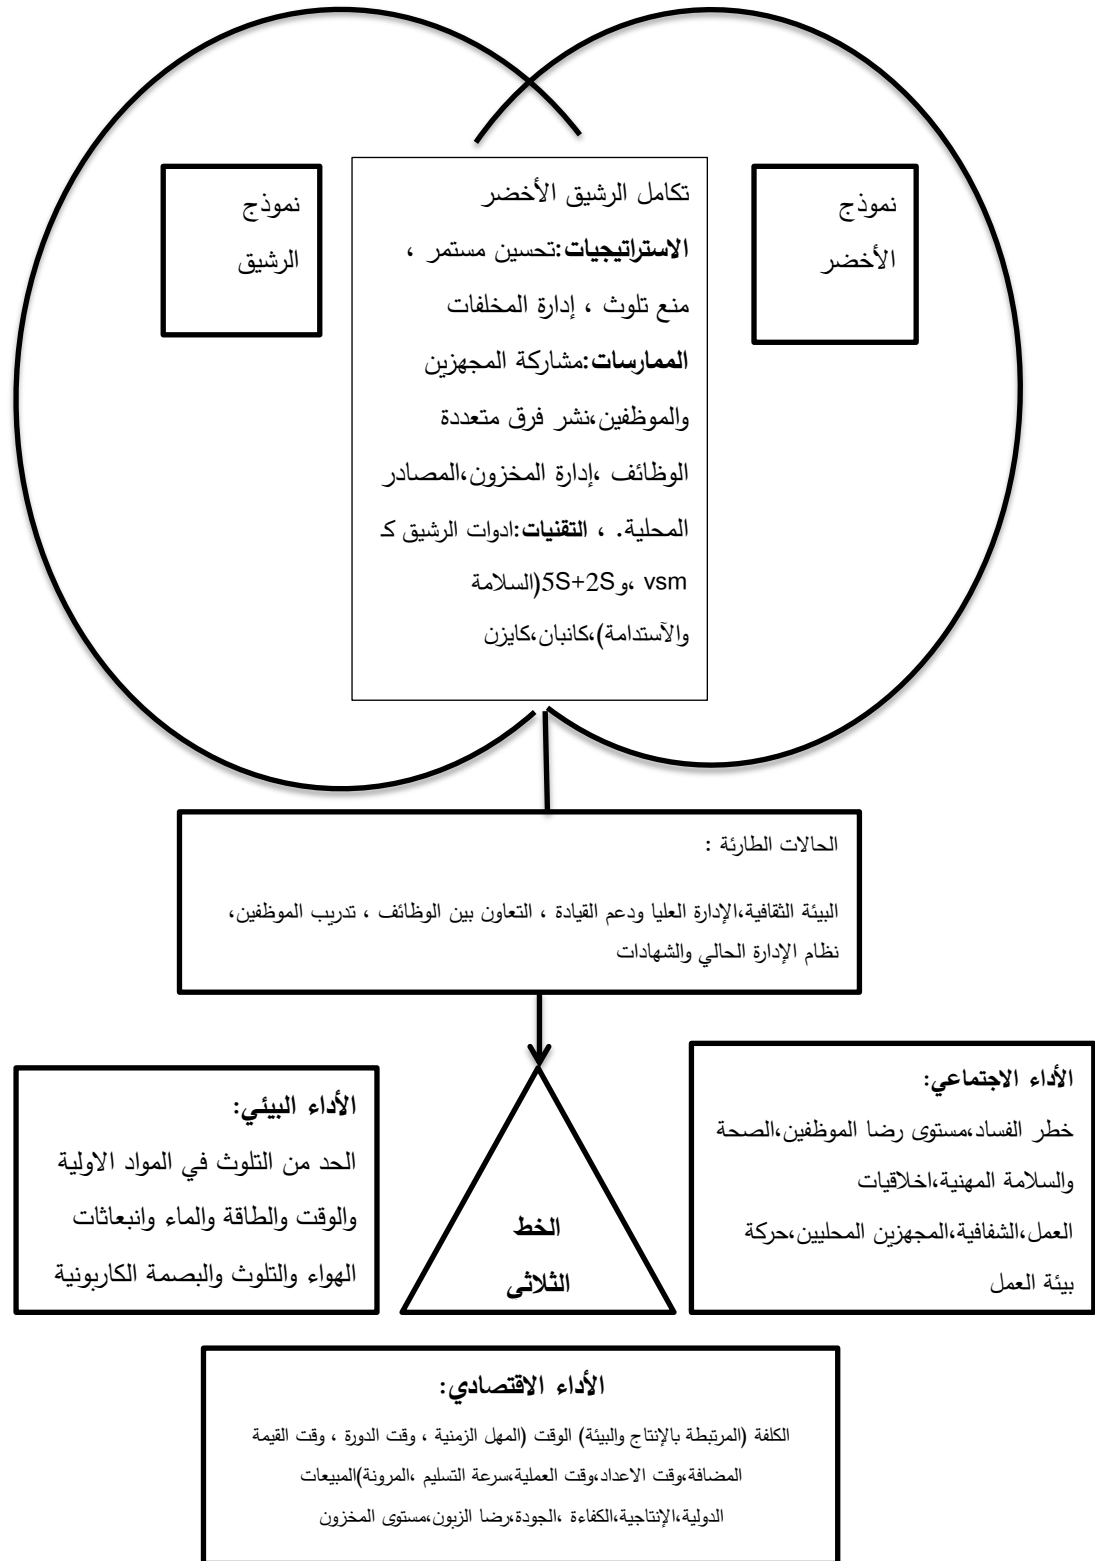 نموذج
الأخضر
تكامل الرشيق الأخضر
الاستراتيجيات:تحسين مستمر ،
منع تلوث ، إدارة المخلفات
الممارسات:مشاركة المجهزين
والموظفين،نشر فرق متعددة
الوظائف ،إدارة المخزون،المصادر
المحلية. ، التقنيات:ادوات الرشيق كـ
vsm ،و5S+2S(السلامة
والآستدامة)،كانبان،كايزن
نموذج
الرشيق
الحالات الطارئة :
البيئة الثقافية،الإدارة العليا ودعم القيادة ، التعاون بين الوظائف ، تدريب الموظفين،
نظام الإدارة الحالي والشهادات
الأداء الاجتماعي:
خطر الفساد،مستوى رضا الموظفين،الصحة
والسلامة المهنية،اخلاقيات
العمل،الشفافية،المجهزين المحليين،حركة
بيئة العمل
الخط
الثلاثى
الأداء البيئي:
الحد من التلوث في المواد الاولية
والوقت والطاقة والماء وانبعاثات
الهواء والتلوث والبصمة الكاربونية
الأداء الاقتصادي:
الكلفة (المرتبطة بالإنتاج والبيئة) الوقت (المهل الزمنية ، وقت الدورة ، وقت القيمة
المضافة،وقت الاعداد،وقت العملية،سرعة التسليم ،المرونة)المبيعات
الدولية،الإنتاجية،الكفاءة ،الجودة،رضا الزبون،مستوى المخزون